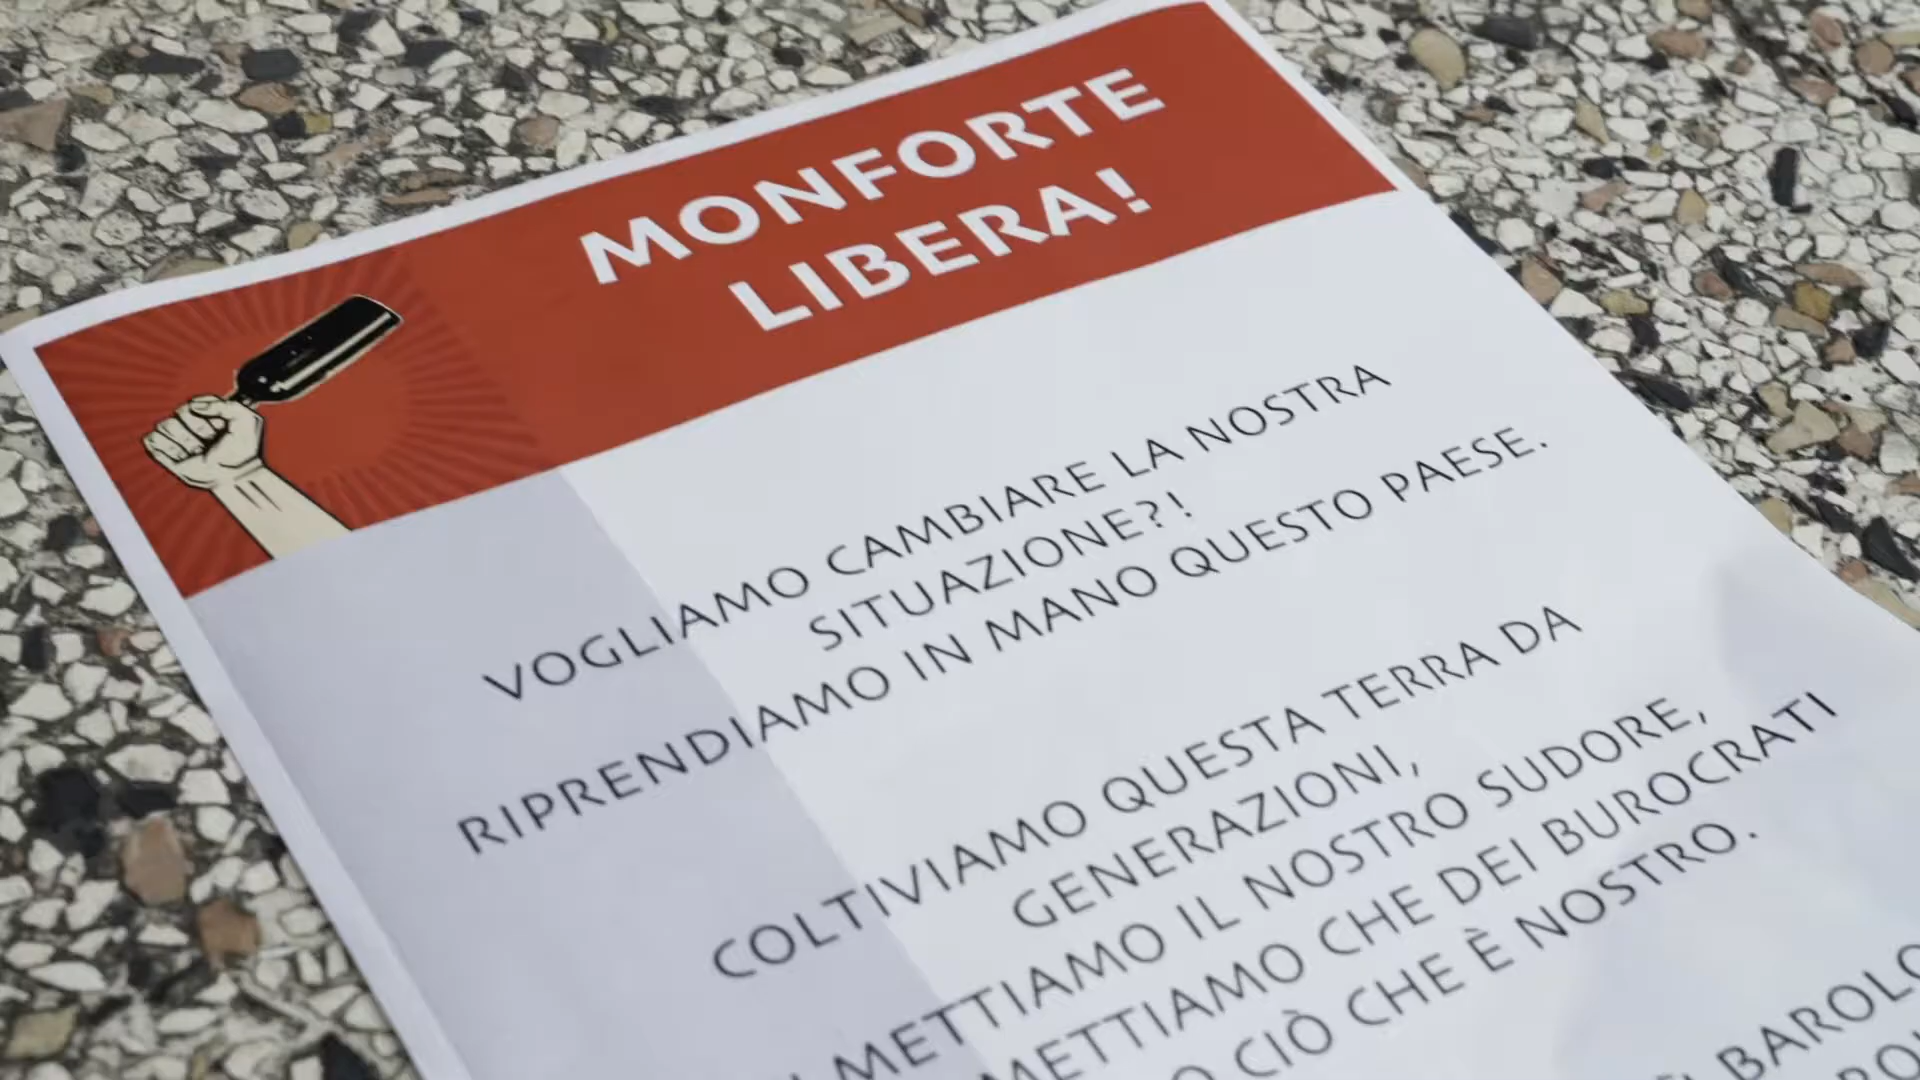 MONFORTE
LIBERA!
VOGLIAMO CAMBIARE LA NOSTRA
SITUAZIONE?!
RIPRENDIAMO IN MANO QUESTO PAESE.
COLTIVIAMO QUESTA TERRA DA
GENERAZIONI,
METTIAMO IL NOSTRO SUDORE,
CHE DEI BUROCRATI
CIÒ CHE È NOSTRO.
BAROLO